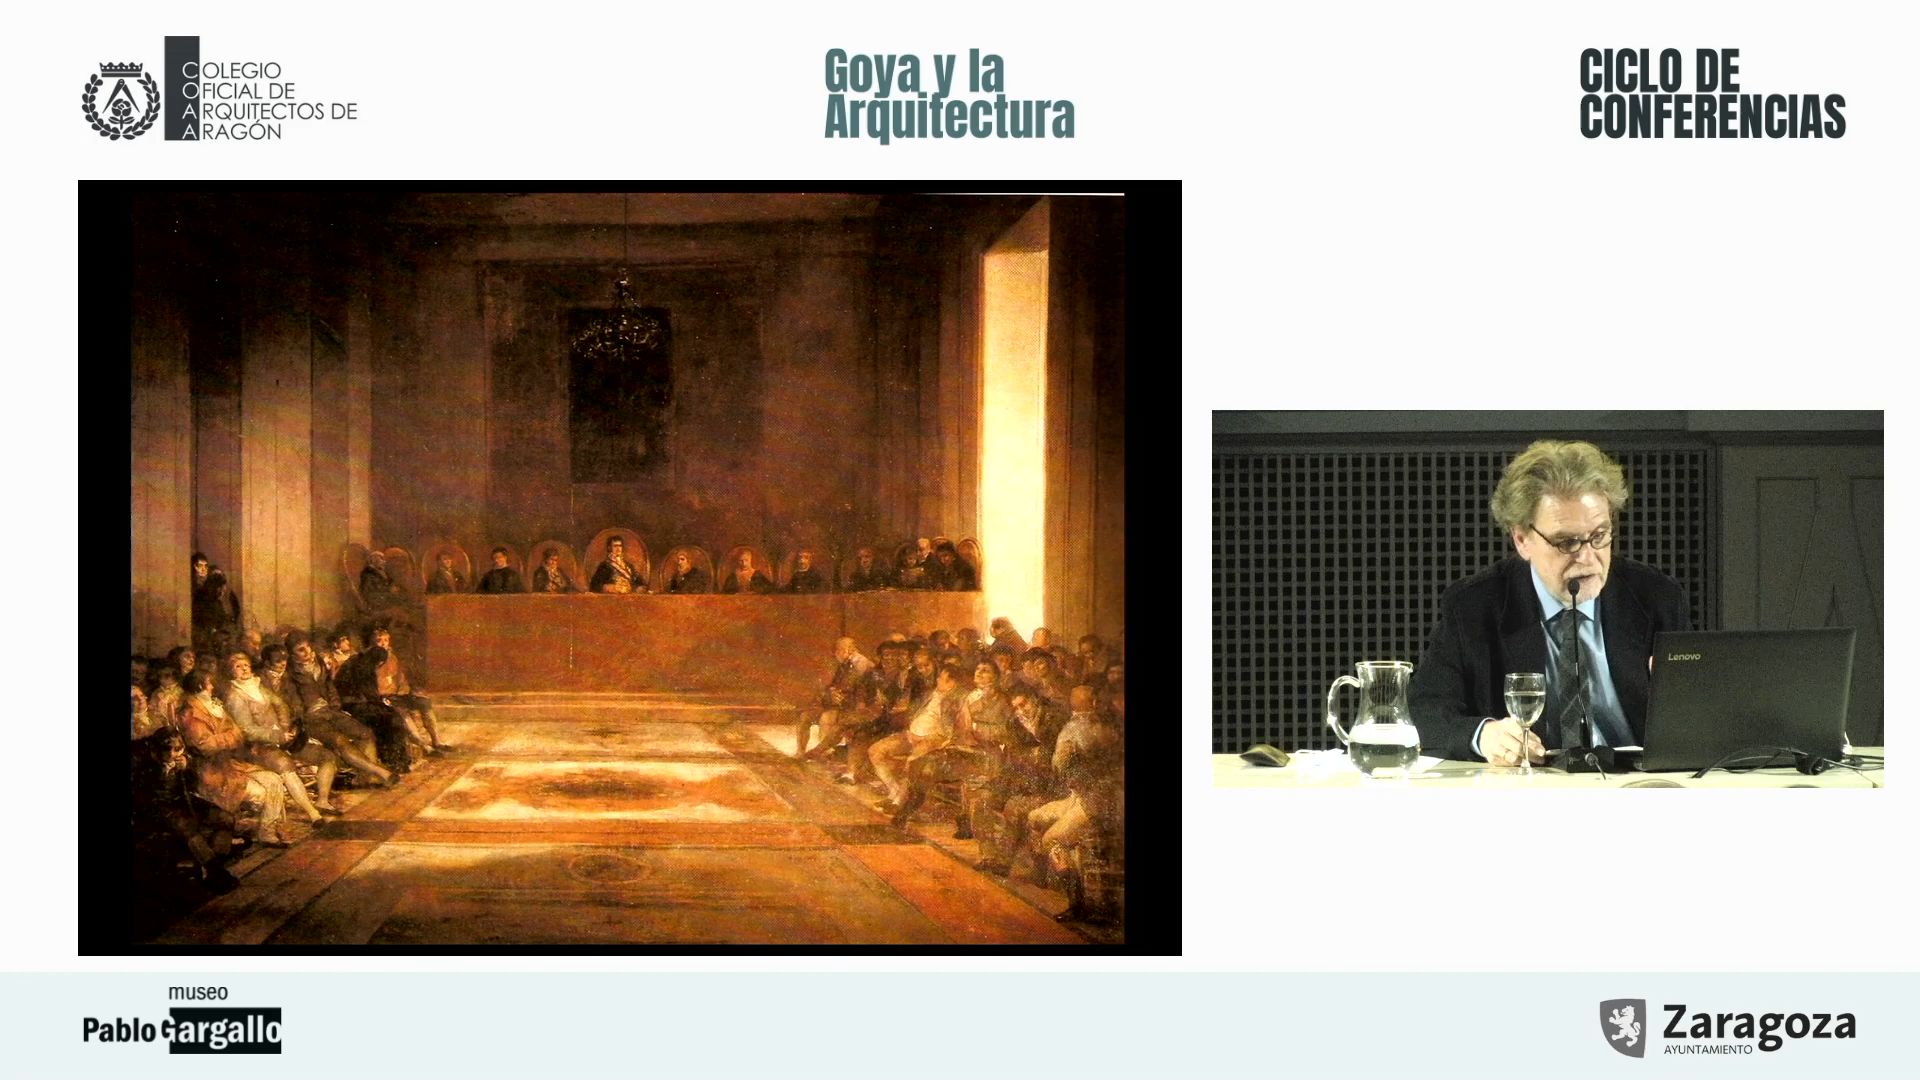 COLEGIO
OFICIAL DE
ARQUITECTOS DE
ARAGÓN
Goya y la
Arquitectura
CICLO DE
CONFERENCIAS
Lenovo
museo
Pablo Gargallo
Zaragoza
AYUNTAMIENTO